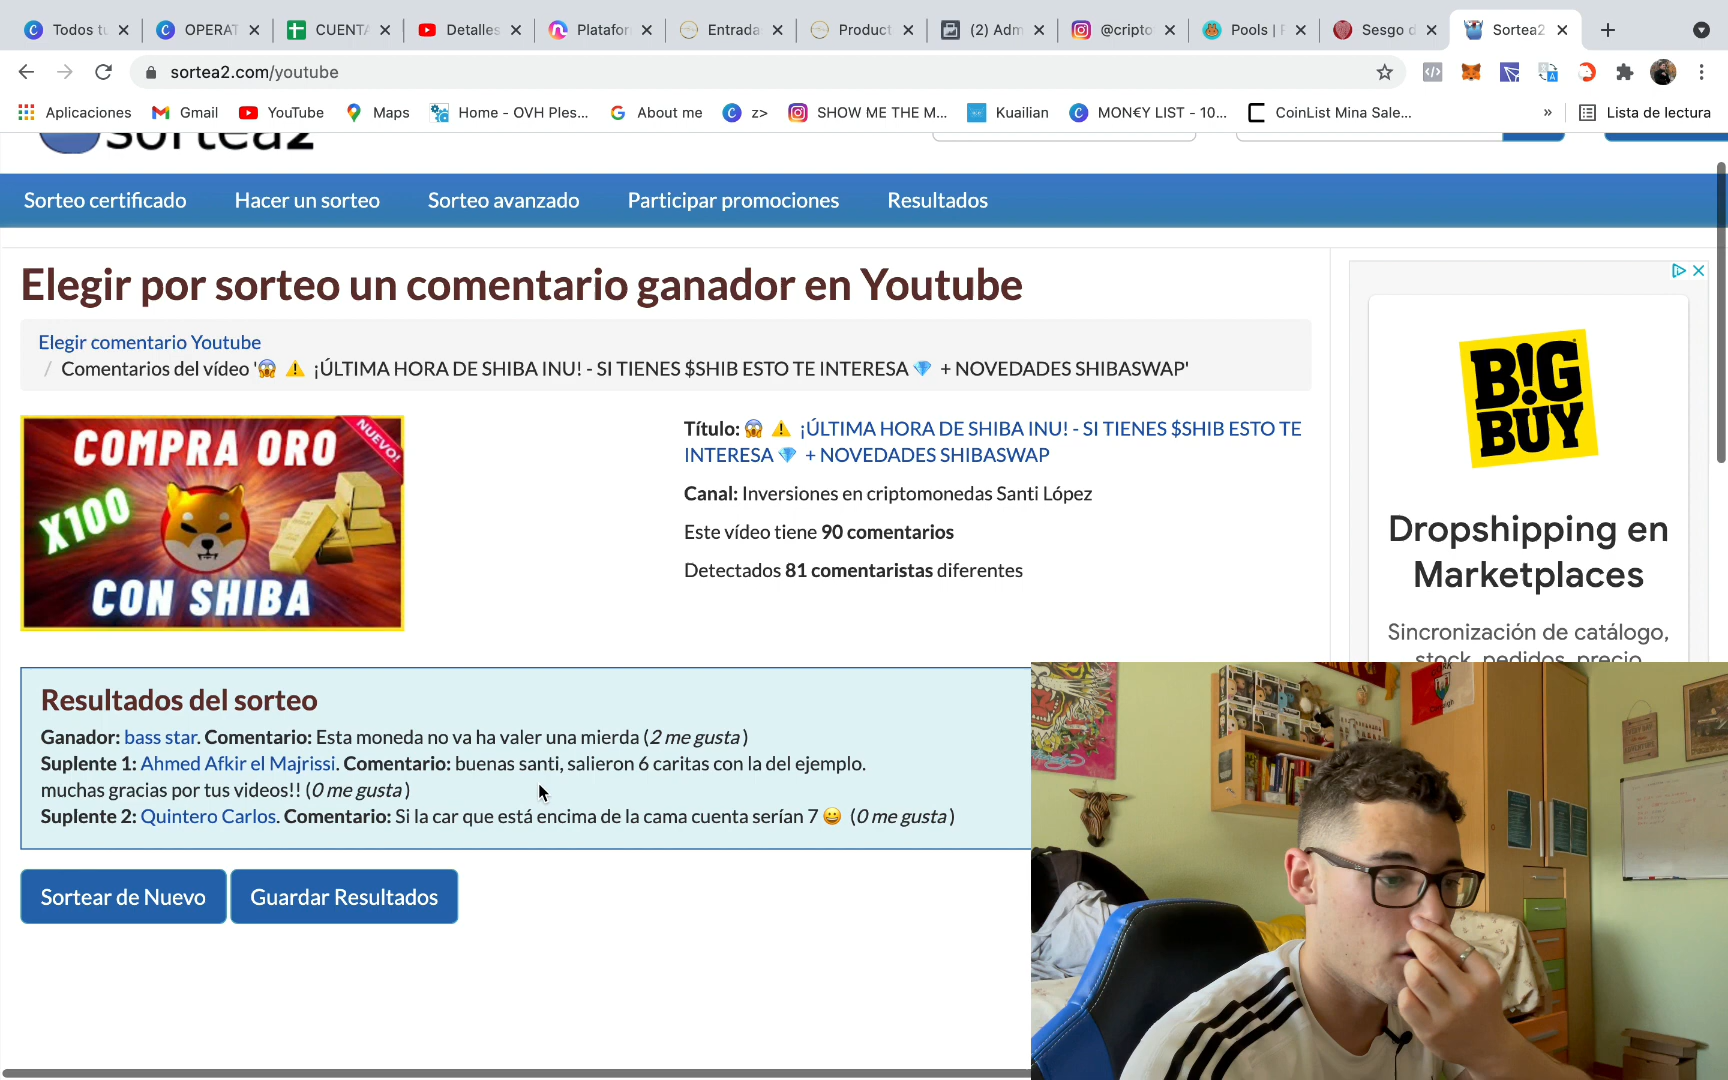 Todos tu
OPERAT
CUENTA
Detalles
Platafor
Entrada
Product
(2) Adm
@cripto
Pools | F
Sesgo d
Sortea2
sortea2.com/youtube
Aplicaciones
Gmail
YouTube
Maps
Home - OVH Ples...
About me
z>
SHOW ME THE M...
Kuailian
MON€Y LIST - 10...
CoinList Mina Sale...
»
Lista de lectura
sortea2
Sorteo certificado
Hacer un sorteo
Sorteo avanzado
Participar promociones
Resultados
Elegir por sorteo un comentario ganador en Youtube
Elegir comentario Youtube
/ Comentarios del vídeo '😱 ⚠️ ¡ÚLTIMA HORA DE SHIBA INU! - SI TIENES $SHIB ESTO TE INTERESA 💎 + NOVEDADES SHIBASWAP'
COMPRA ORO
NUEVO!
X100
CON SHIBA
Título: 😱 ⚠️ ¡ÚLTIMA HORA DE SHIBA INU! - SI TIENES $SHIB ESTO TE
INTERESA 💎 + NOVEDADES SHIBASWAP
Canal: Inversiones en criptomonedas Santi López
Este vídeo tiene 90 comentarios
Detectados 81 comentaristas diferentes
B!G
BUY
Dropshipping en
Marketplaces
Sincronización de catálogo,
stock, pedidos, precio
Resultados del sorteo
Ganador: bass star. Comentario: Esta moneda no va ha valer una mierda (2 me gusta)
Suplente 1: Ahmed Afkir el Majrissi. Comentario: buenas santi, salieron 6 caritas con la del ejemplo.
muchas gracias por tus videos!! (0 me gusta)
Suplente 2: Quintero Carlos. Comentario: Si la car que está encima de la cama cuenta serían 7 😀 (0 me gusta)
Sortear de Nuevo
Guardar Resultados